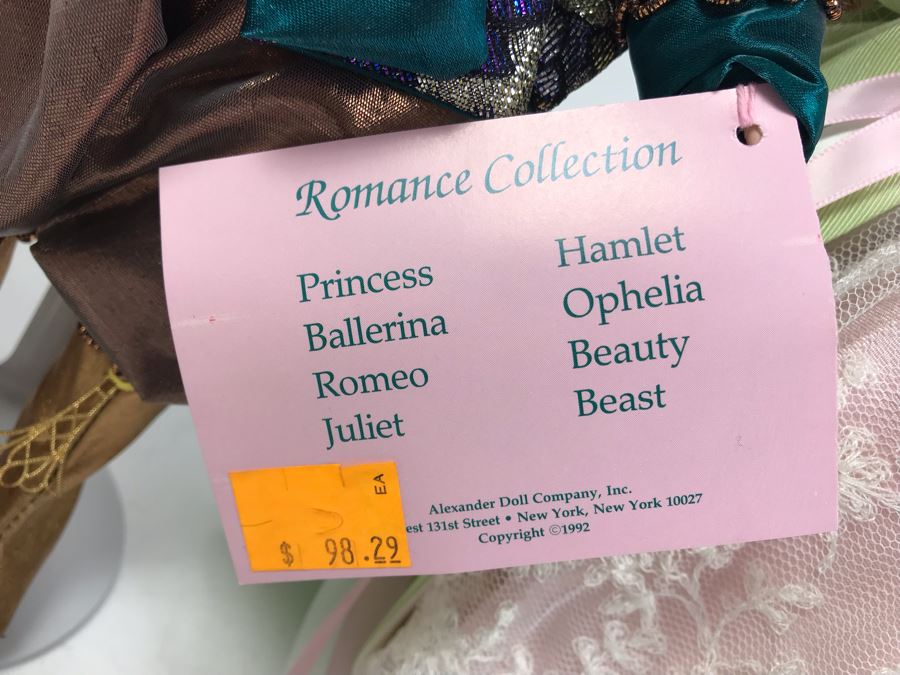 Romance Collection
Princess
Ballerina
Romeo
Juliet
Hamlet
Ophelia
Beauty
Beast
Alexander Doll Company, Inc.
131st Street • New York, New York 10027
Copyright ©1992
EA
$ 98.29